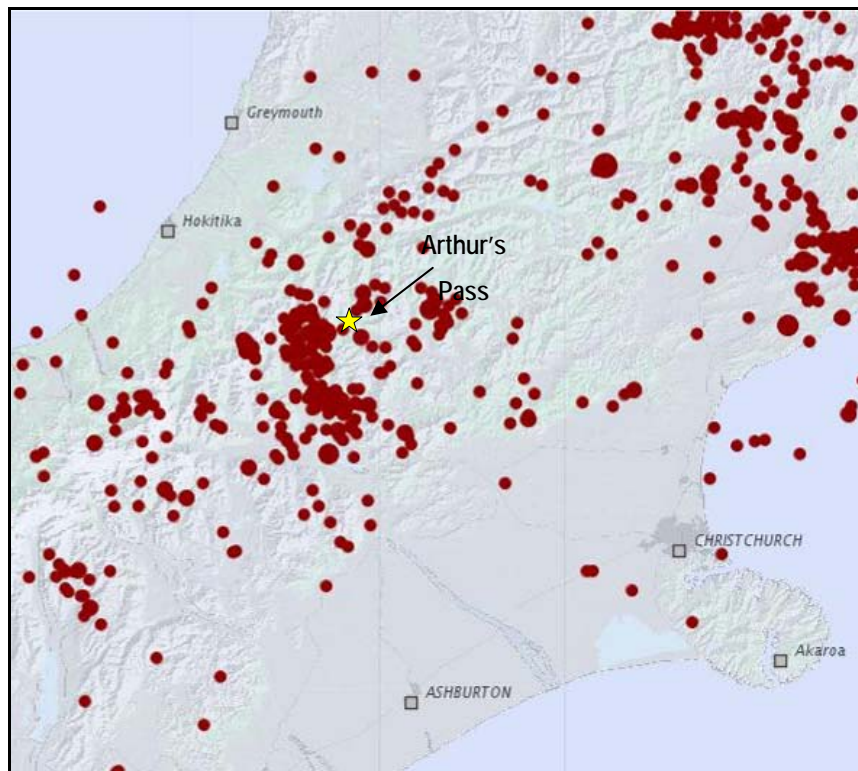 Greymouth
Hokitika
Arthur's
Pass
CHRISTCHURCH
Akaroa
ASHBURTON